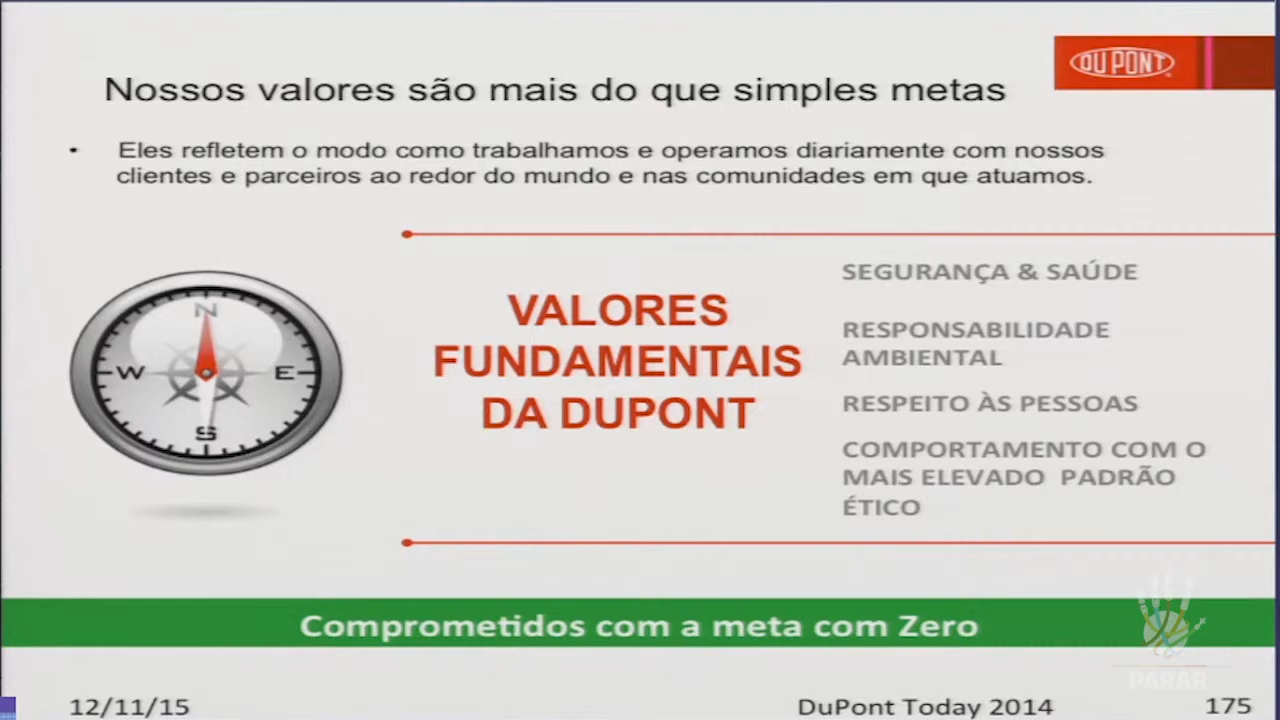 DU PONT
Nossos valores são mais do que simples metas
• Eles refletem o modo como trabalhamos e operamos diariamente com nossos
clientes e parceiros ao redor do mundo e nas comunidades em que atuamos.
N
W
E
S
VALORES
FUNDAMENTAIS
DA DUPONT
SEGURANÇA & SAÚDE
RESPONSABILIDADE
AMBIENTAL
RESPEITO ÀS PESSOAS
COMPORTAMENTO COM O
MAIS ELEVADO PADRÃO
ÉTICO
Comprometidos com a meta com Zero
PARAR
12/11/15
DuPont Today 2014
175